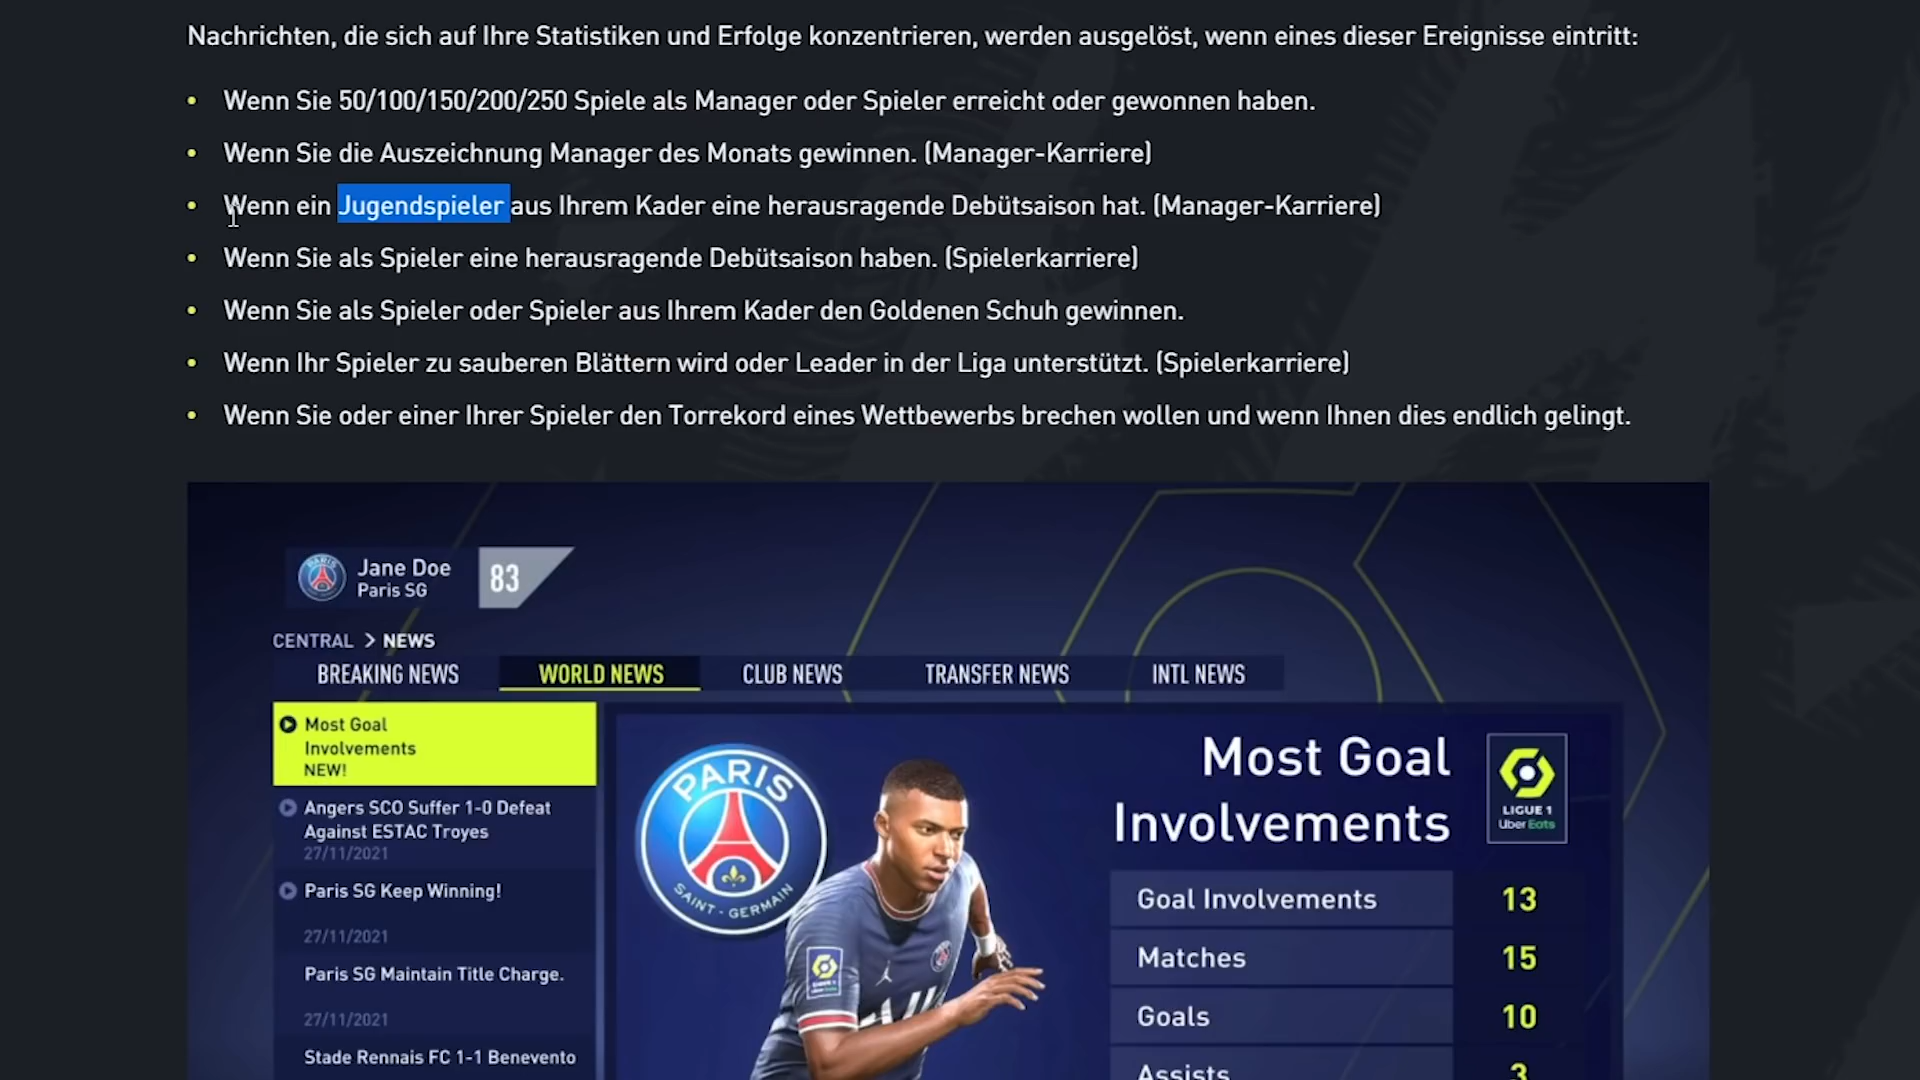 Nachrichten, die sich auf Ihre Statistiken und Erfolge konzentrieren, werden ausgelöst, wenn eines dieser Ereignisse eintritt:
• Wenn Sie 50/100/150/200/250 Spiele als Manager oder Spieler erreicht oder gewonnen haben.
• Wenn Sie die Auszeichnung Manager des Monats gewinnen. (Manager-Karriere)
• Wenn ein Jugendspieler aus Ihrem Kader eine herausragende Debütsaison hat. (Manager-Karriere)
• Wenn Sie als Spieler eine herausragende Debütsaison haben. (Spielerkarriere)
• Wenn Sie als Spieler oder Spieler aus Ihrem Kader den Goldenen Schuh gewinnen.
• Wenn Ihr Spieler zu sauberen Blättern wird oder Leader in der Liga unterstützt. (Spielerkarriere)
• Wenn Sie oder einer Ihrer Spieler den Torrekord eines Wettbewerbs brechen wollen und wenn Ihnen dies endlich gelingt.
Jane Doe
Paris SG
83
CENTRAL > NEWS
BREAKING NEWS WORLD NEWS CLUB NEWS TRANSFER NEWS INTL NEWS
Most Goal
Involvements
NEW!
Angers SCO Suffer 1-0 Defeat
Against ESTAC Troyes
27/11/2021
Paris SG Keep Winning!
27/11/2021
Paris SG Maintain Title Charge.
27/11/2021
Stade Rennais FC 1-1 Benevento
PARIS
SAINT-GERMAIN
Most Goal
Involvements
LIGUE 1
Uber Eats
Goal Involvements 13
Matches 15
Goals 10
Assists 3